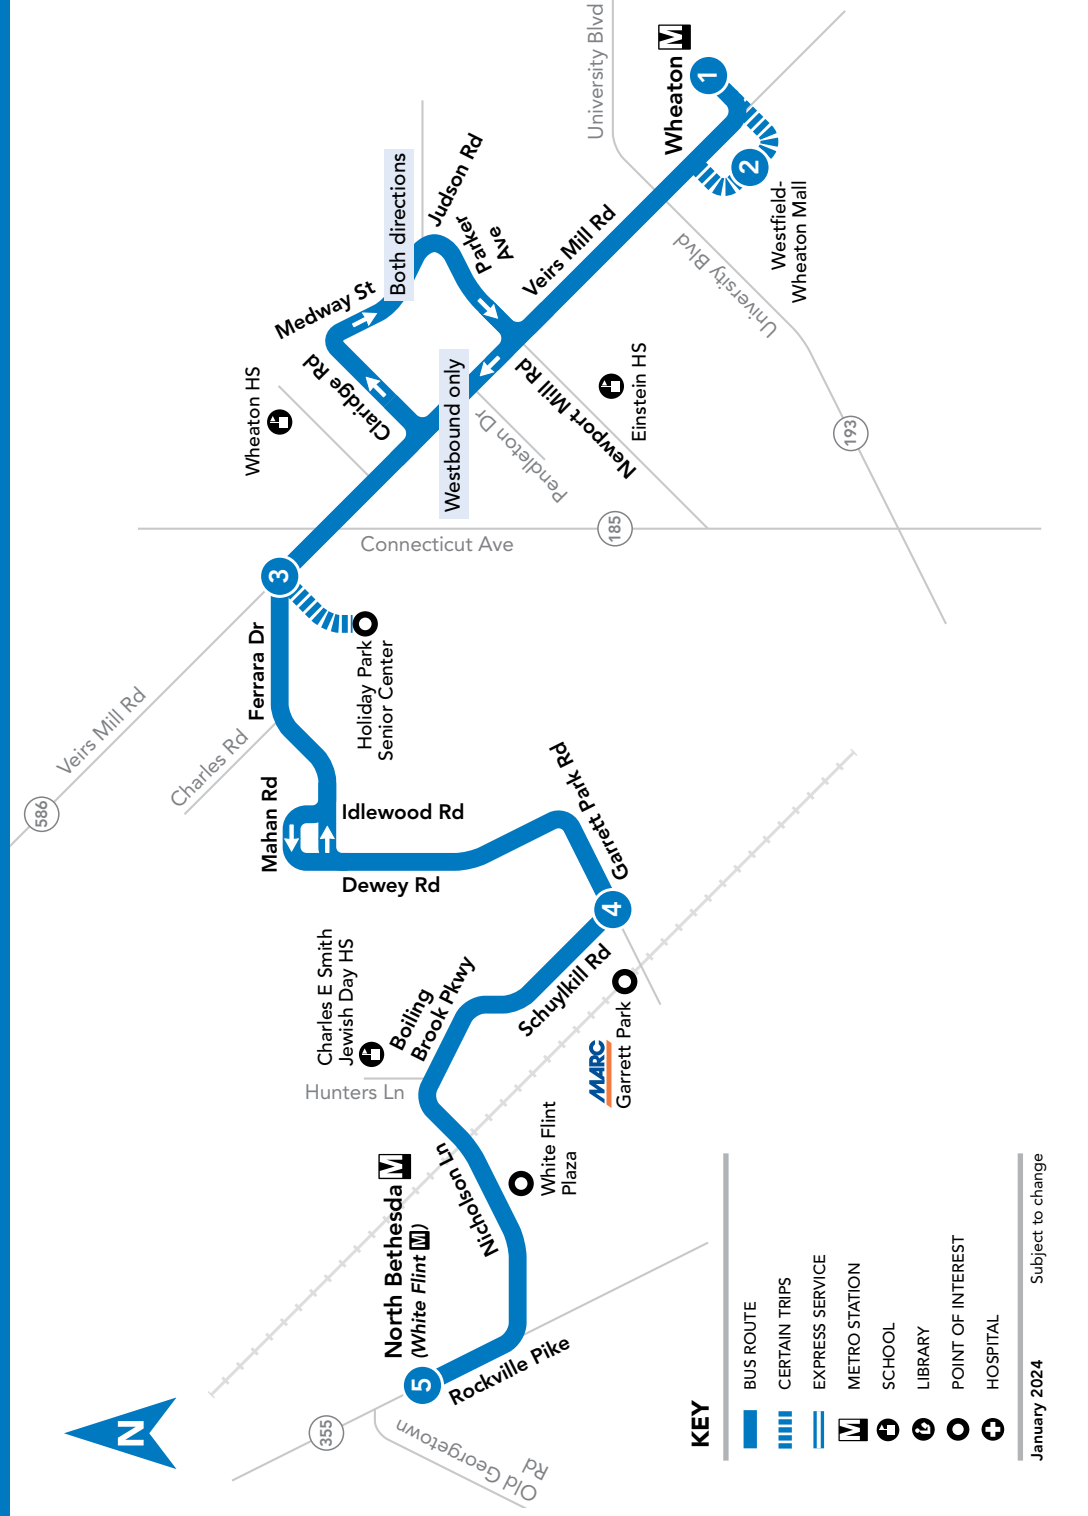 N
355
Old Georgetown
Rd
5
Rockville Pike
North Bethesda M
(White Flint M)
Nicholson Ln
White Flint
Plaza
Hunters Ln
Charles E Smith
Jewish Day HS
Boiling
Brook Pkwy
Schuylkill Rd
MARC
Garrett Park
4
Garrett Park Rd
Dewey Rd
Mahan Rd
Idlewood Rd
586
Veirs Mill Rd
Charles Rd
Ferrara Dr
3
Holiday Park
Senior Center
Connecticut Ave
185
Wheaton HS
Claridge Rd
Medway St
Both directions
Judson Rd
Parker
Ave
Westbound only
Pendleton Dr
Newport Mill Rd
Einstein HS
193
Veirs Mill Rd
University Blvd
University Blvd
Wheaton M
1
2
Westfield-
Wheaton Mall
KEY
BUS ROUTE
CERTAIN TRIPS
EXPRESS SERVICE
M METRO STATION
SCHOOL
LIBRARY
POINT OF INTEREST
HOSPITAL
January 2024
Subject to change